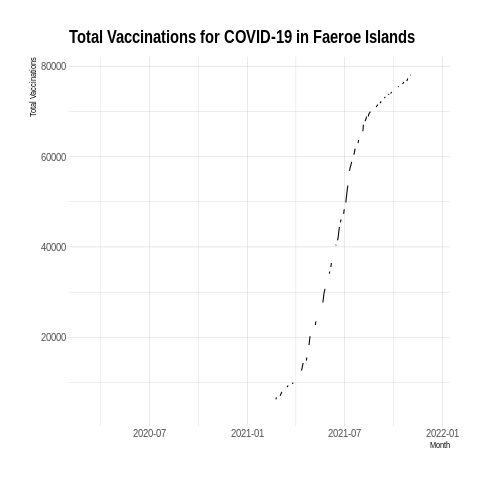 Total Vaccinations for COVID-19 in Faeroe Islands
Total Vaccinations
80000
60000
40000
20000
2020-07
2021-01
2021-07
2022-01
Month